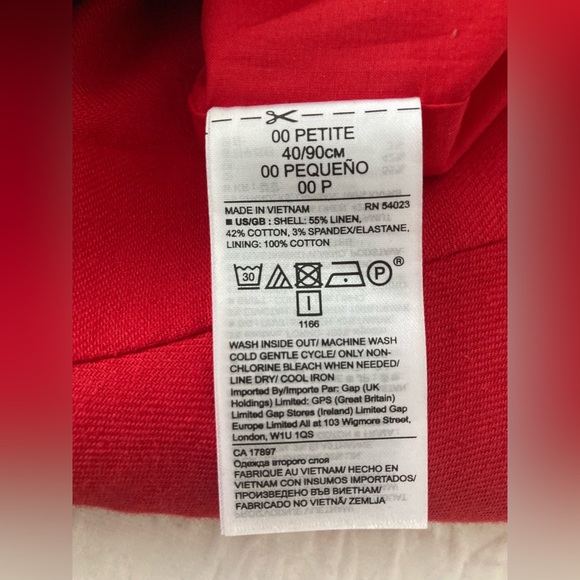 00 PETITE
40/90CM
00 PEQUEÑO
00 P
MADE IN VIETNAM RN 54023
■ US/GB : SHELL: 55% LINEN,
42% COTTON, 3% SPANDEX/ELASTANE,
LINING: 100% COTTON
30 P ®
I
1166
WASH INSIDE OUT/ MACHINE WASH
COLD GENTLE CYCLE/ ONLY NON-
CHLORINE BLEACH WHEN NEEDED/
LINE DRY/ COOL IRON
Imported By/Importe Par: Gap (UK
Holdings) Limited: GPS (Great Britain)
Limited Gap Stores (Ireland) Limited Gap
Europe Limited All at 103 Wigmore Street,
London, W1U 1QS
CA 17897
Одежда второго слоя
FABRIQUE AU VIETNAM/ HECHO EN
VIETNAM CON INSUMOS IMPORTADOS/
ПРОИЗВЕДЕНО ВЪВ ВИЕТНАМ/
FABRICADO NO VIETNÃ/ ZEMLJA